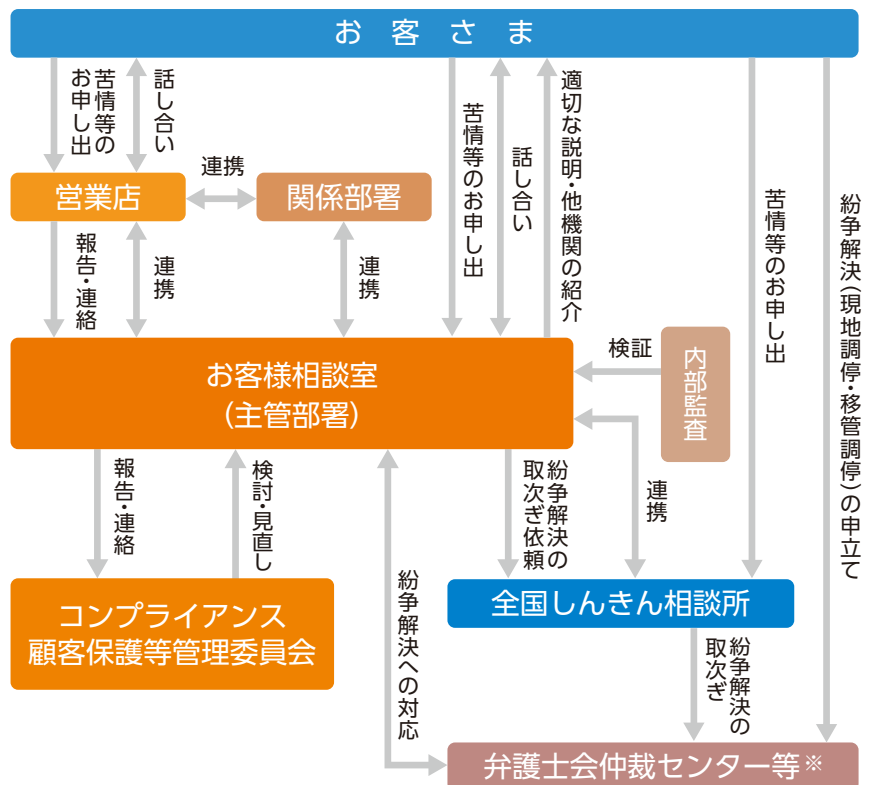 お客さま
苦情等の
お申し出
話し合い
苦情等のお申し出
話し合い
適切な説明・他機関の紹介
苦情等のお申し出
紛争解決(現地調停・移管調停)の申立て
営業店
連携
関係部署
報告・連絡
連携
連携
お客様相談室
(主管部署)
検証
内部監査
報告・連絡
検討・見直し
紛争解決の
取次ぎ依頼
連携
コンプライアンス
顧客保護等管理委員会
紛争解決への対応
全国しんきん相談所
紛争解決の
取次ぎ
弁護士会仲裁センター等※